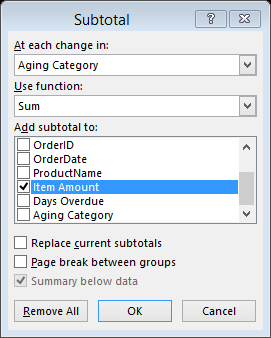 Subtotal ?
At each change in:
Aging Category
Use function:
Sum
Add subtotal to:
OrderID
OrderDate
ProductName
Item Amount
Days Overdue
Aging Category
Replace current subtotals
Page break between groups
Summary below data
Remove All OK Cancel